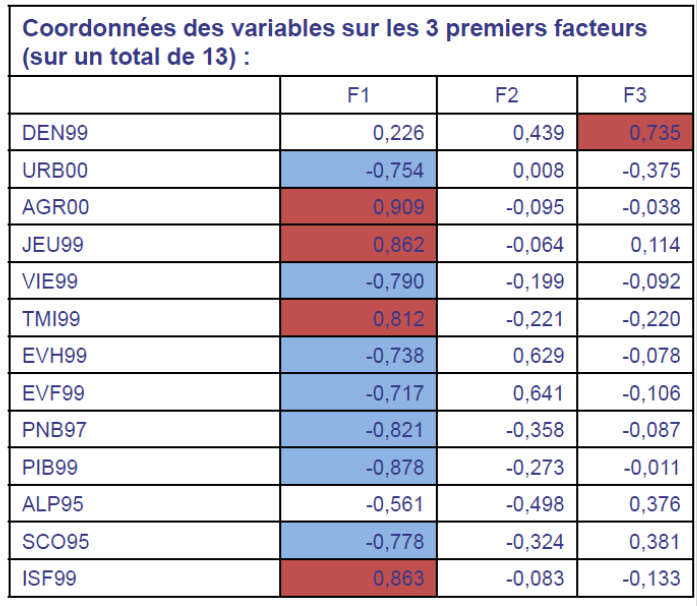 Coordonnées des variables sur les 3 premiers facteurs
(sur un total de 13) :
F1 F2 F3
DEN99 0,226 0,439 0,735
URB00 -0,754 0,008 -0,375
AGR00 0,909 -0,095 -0,038
JEU99 0,862 -0,064 0,114
VIE99 -0,790 -0,199 -0,092
TMI99 0,812 -0,221 -0,220
EVH99 -0,738 0,629 -0,078
EVF99 -0,717 0,641 -0,106
PNB97 -0,821 -0,358 -0,087
PIB99 -0,878 -0,273 -0,011
ALP95 -0,561 -0,498 0,376
SCO95 -0,778 -0,324 0,381
ISF99 0,863 -0,083 -0,133